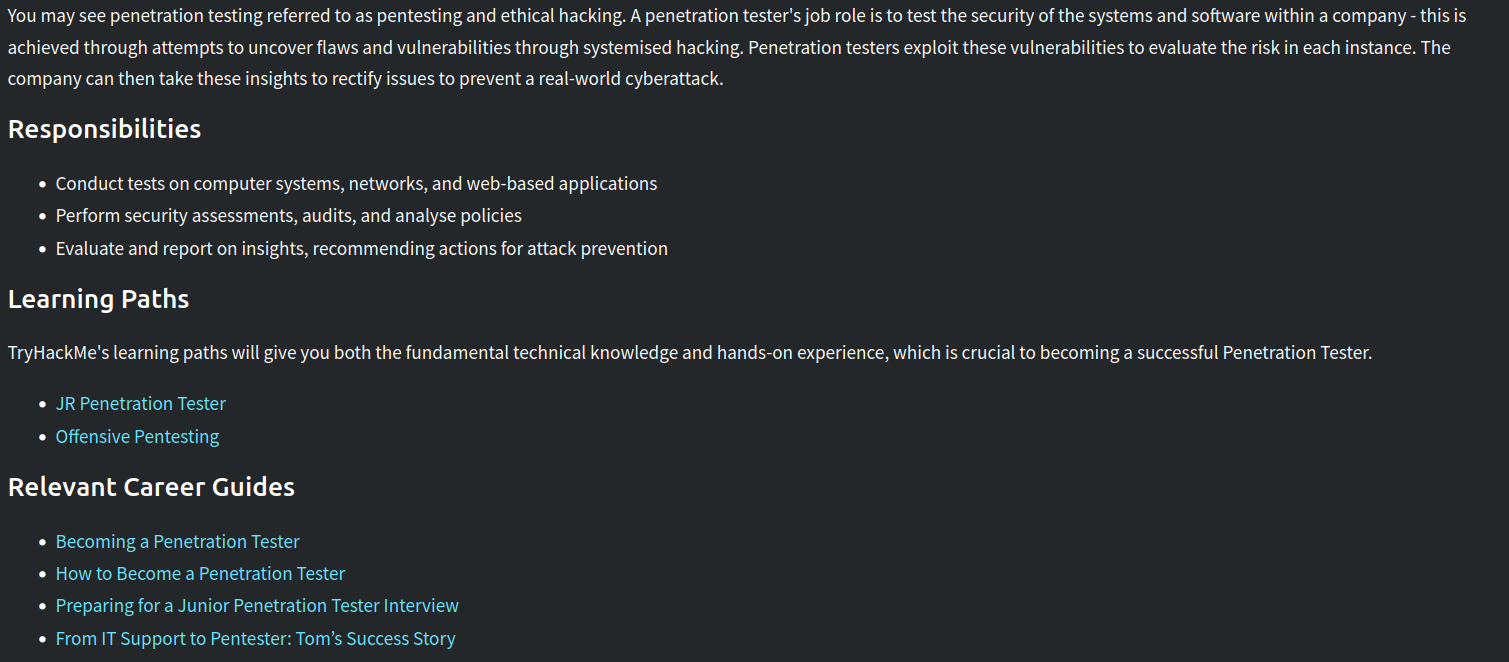 You may see penetration testing referred to as pentesting and ethical hacking. A penetration tester's job role is to test the security of the systems and software within a company - this is
achieved through attempts to uncover flaws and vulnerabilities through systemised hacking. Penetration testers exploit these vulnerabilities to evaluate the risk in each instance. The
company can then take these insights to rectify issues to prevent a real-world cyberattack.
Responsibilities
• Conduct tests on computer systems, networks, and web-based applications
• Perform security assessments, audits, and analyse policies
• Evaluate and report on insights, recommending actions for attack prevention
Learning Paths
TryHackMe's learning paths will give you both the fundamental technical knowledge and hands-on experience, which is crucial to becoming a successful Penetration Tester.
• JR Penetration Tester
• Offensive Pentesting
Relevant Career Guides
• Becoming a Penetration Tester
• How to Become a Penetration Tester
• Preparing for a Junior Penetration Tester Interview
• From IT Support to Pentester: Tom’s Success Story